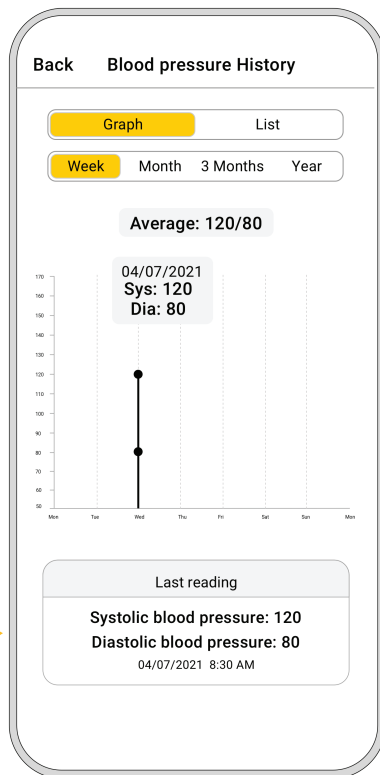 Back Blood pressure History
Graph List
Week Month 3 Months Year
Average: 120/80
04/07/2021
Sys: 120
Dia: 80
170
160
150
140
130
120
110
100
90
80
70
60
50
Mon Tue Wed Thu Fri Sat Sun Mon
Last reading
Systolic blood pressure: 120
Diastolic blood pressure: 80
04/07/2021 8:30 AM